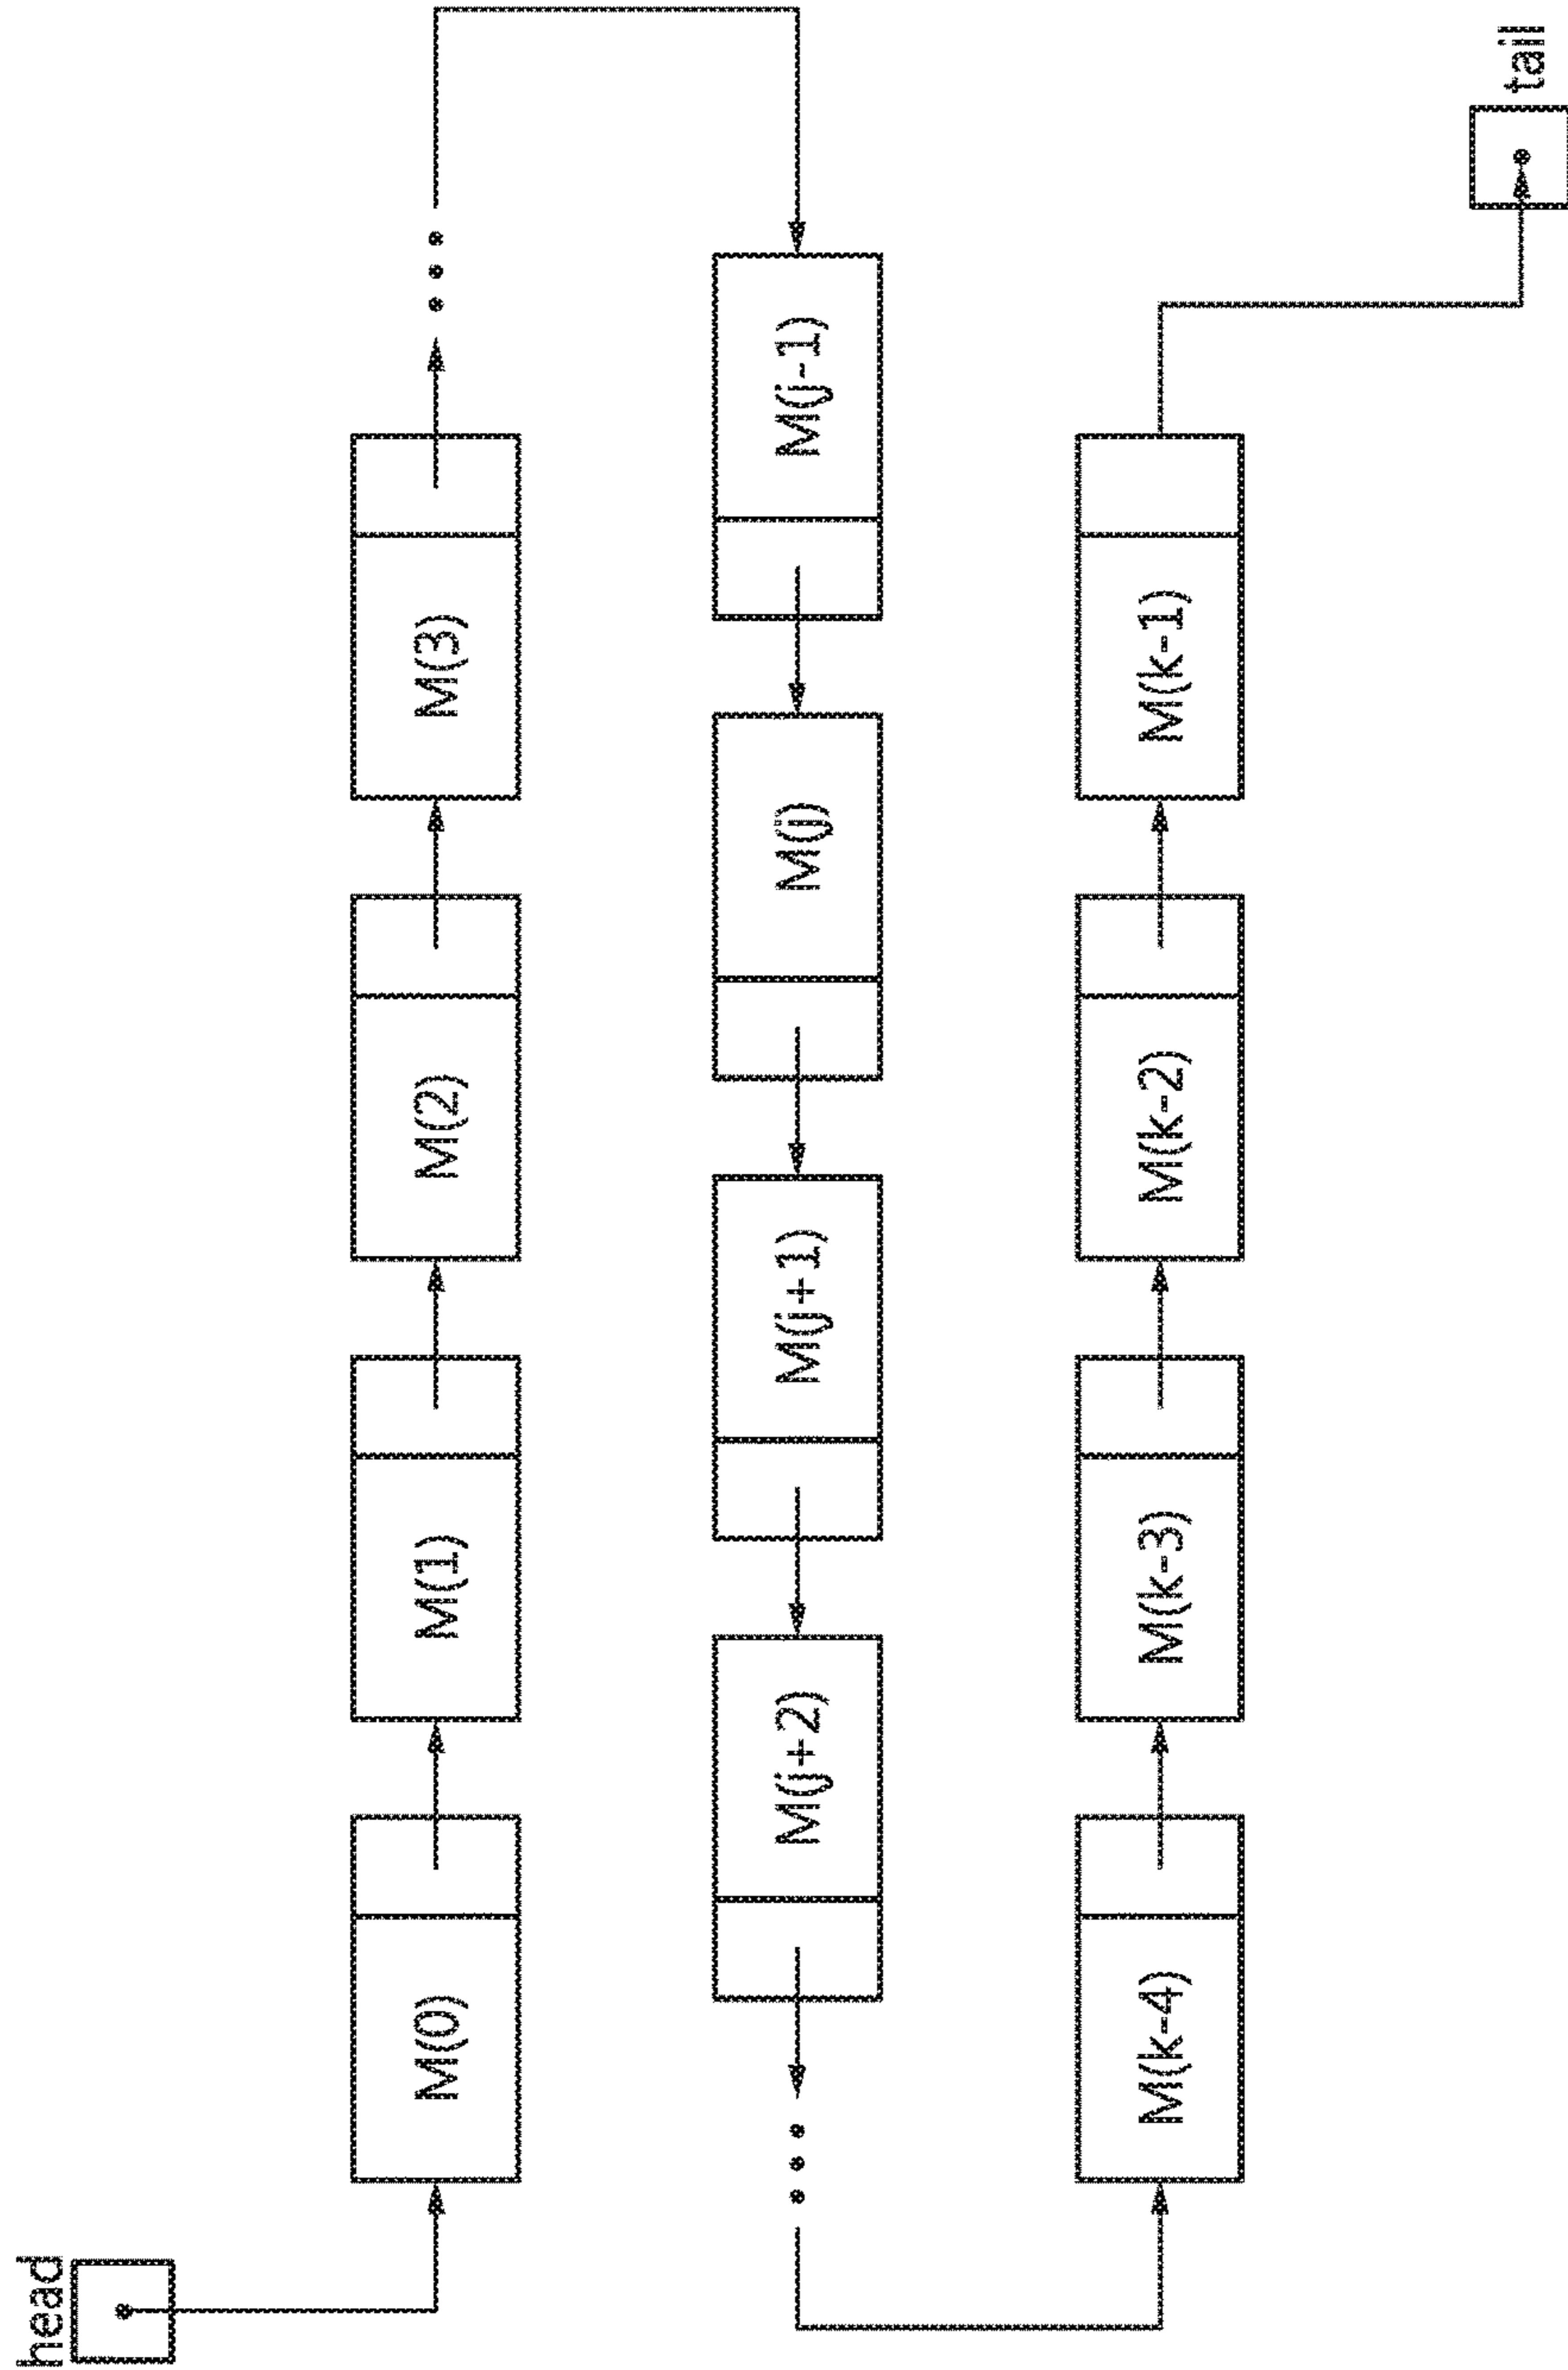 head
M(0)
M(1)
M(2)
M(3)
M(j-1)
M(j)
M(j+1)
M(j+2)
M(k-4)
M(k-3)
M(k-2)
M(k-1)
tail